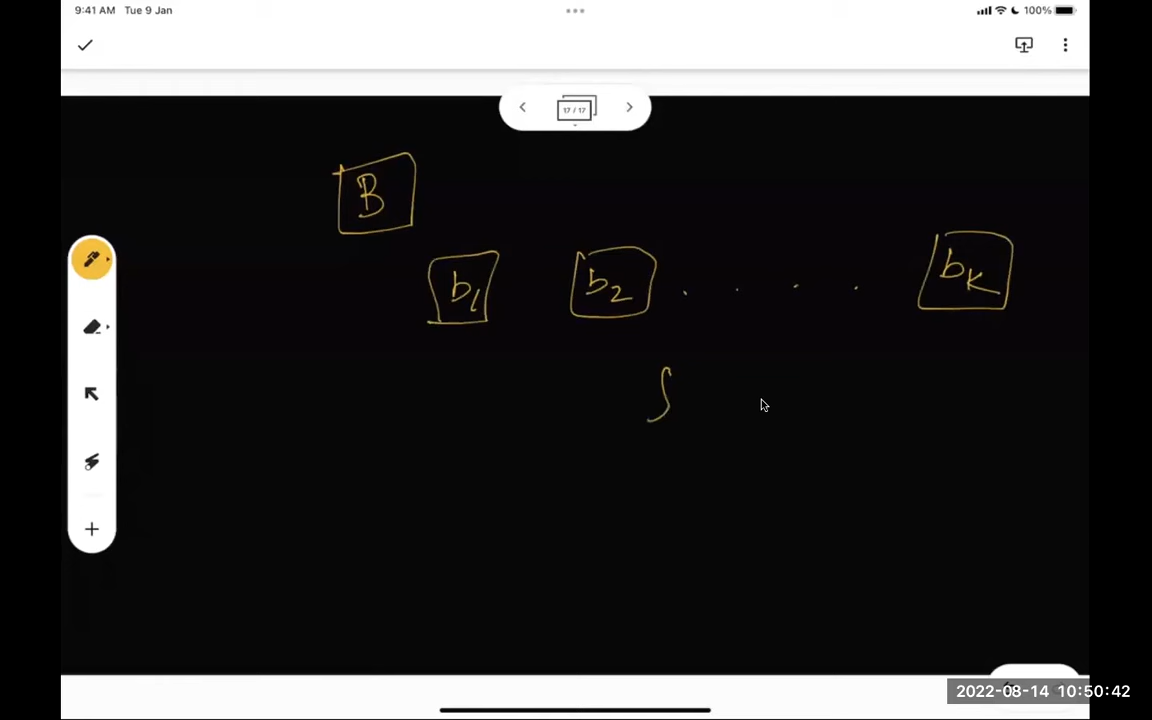 9:41 AM Tue 9 Jan
100%
17 / 17
B
b1 b2 . . . . bK
∫
2022-08-14 10:50:42